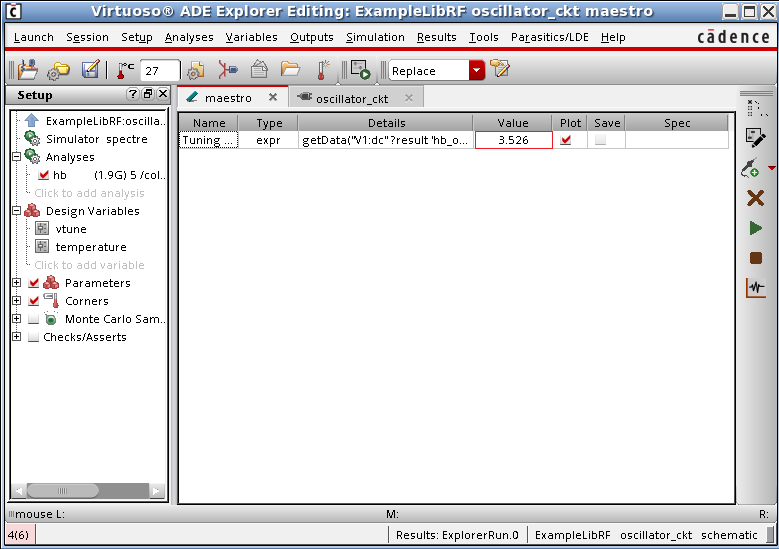 Virtuoso® ADE Explorer Editing: ExampleLibRF oscillator_ckt maestro
Launch Session Setup Analyses Variables Outputs Simulation Results Tools Parasitics/LDE Help cādence
°C 27 Replace
Setup ?
maestro oscillator_ckt
Name Type Details Value Plot Save Spec
Tuning ... expr getData("V1:dc"?result 'hb_o... 3.526
ExampleLibRF:oscilla..
Simulator spectre
Analyses
hb (1.9G) 5 /col..
Click to add analysis
Design Variables
vtune
temperature
Click to add variable
Parameters
Corners
Monte Carlo Sam...
Checks/Asserts
mouse L: M: R:
4(6) Results: ExplorerRun.0 ExampleLibRF oscillator_ckt schematic